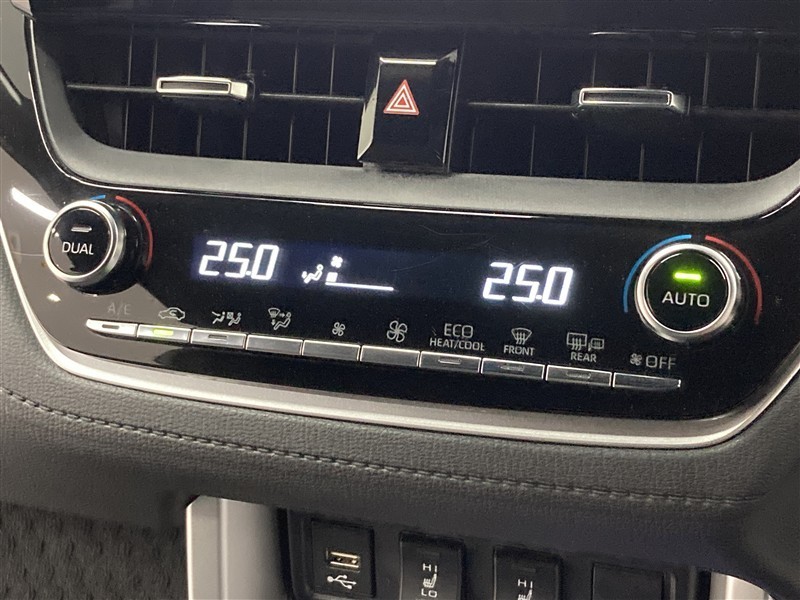 DUAL
25.0
25.0
AUTO
A/E
ECO
HEAT/COOL
FRONT
REAR
OFF
HI
LO
HI